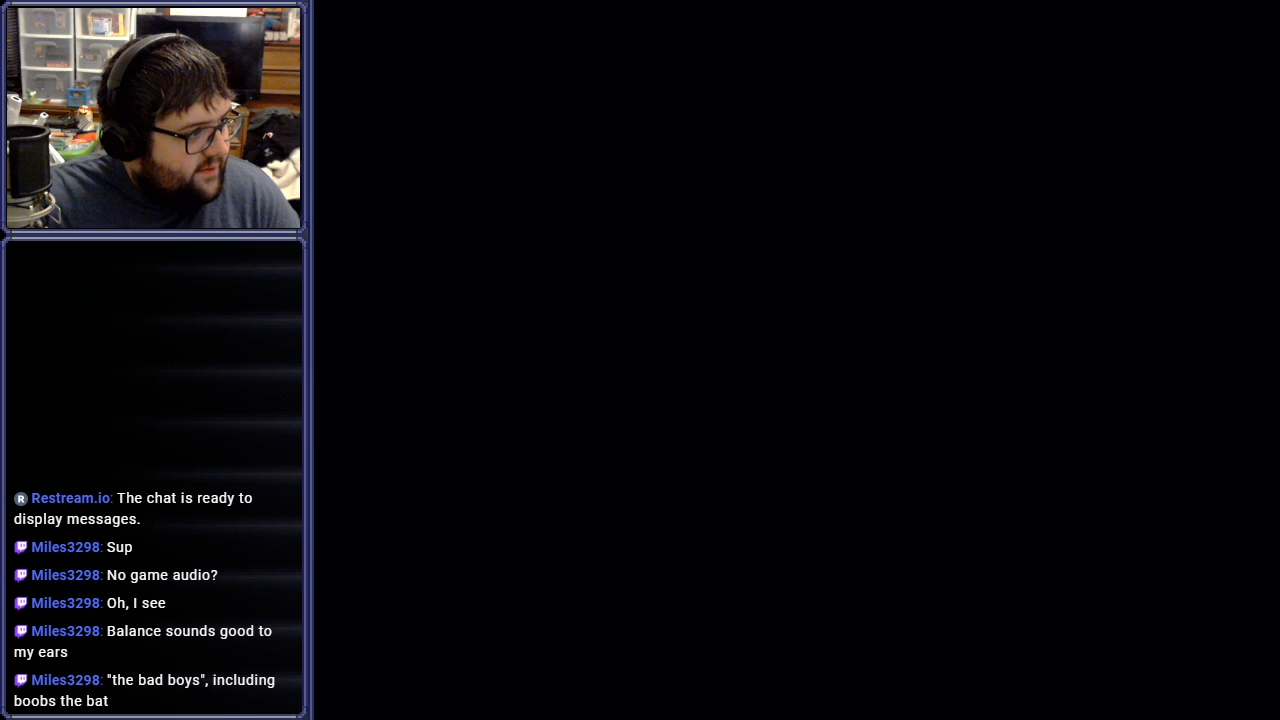 Restream.io: The chat is ready to
display messages.
Miles3298: Sup
Miles3298: No game audio?
Miles3298: Oh, I see
Miles3298: Balance sounds good to
my ears
Miles3298: "the bad boys", including
boobs the bat